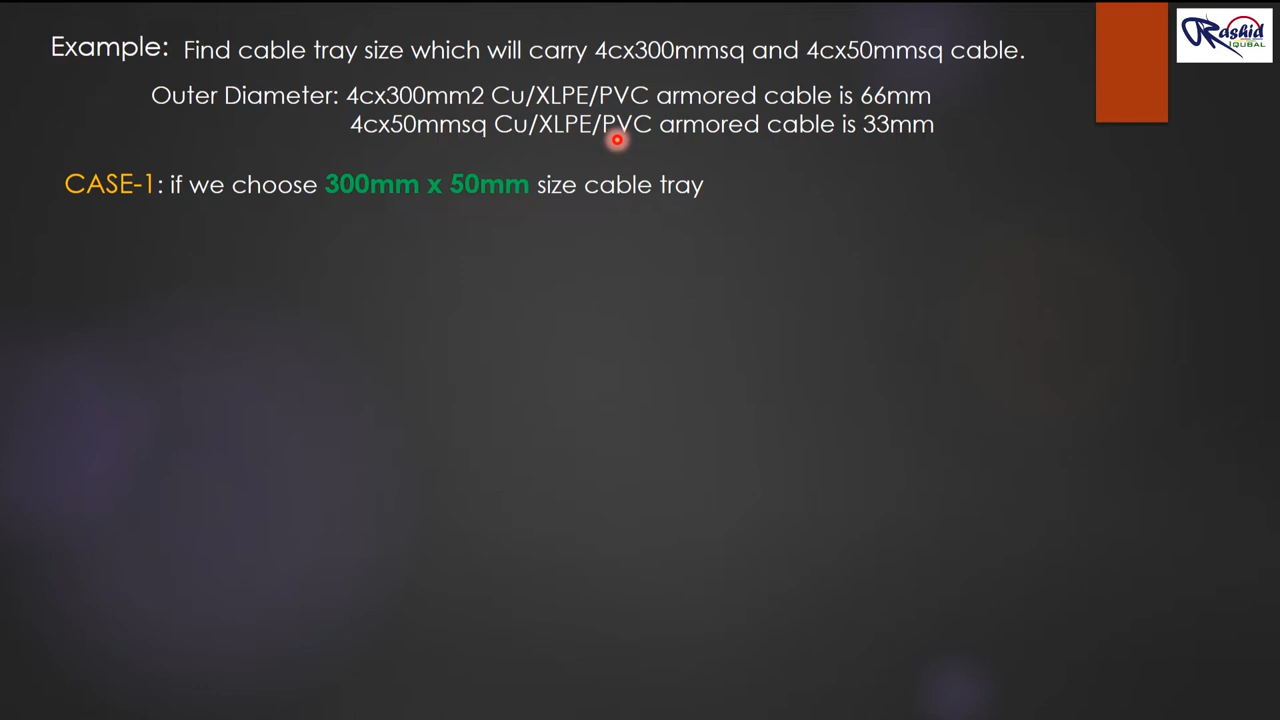 Example: Find cable tray size which will carry 4cx300mmsq and 4cx50mmsq cable.
Outer Diameter: 4cx300mm2 Cu/XLPE/PVC armored cable is 66mm
4cx50mmsq Cu/XLPE/PVC armored cable is 33mm
CASE-1: if we choose 300mm x 50mm size cable tray
Rashid
IQUBAL